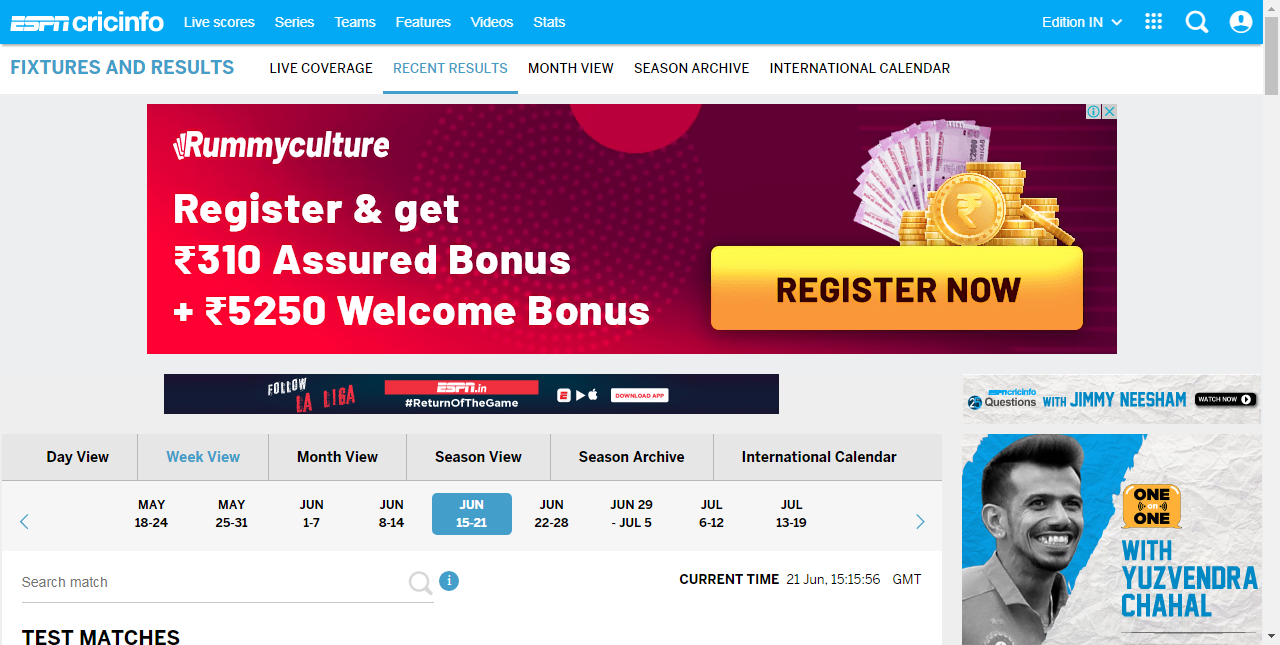 ESPN cricinfo Live scores Series Teams Features Videos Stats Edition IN
FIXTURES AND RESULTS LIVE COVERAGE RECENT RESULTS MONTH VIEW SEASON ARCHIVE INTERNATIONAL CALENDAR
Rummyculture
Register & get
₹310 Assured Bonus
+ ₹5250 Welcome Bonus
REGISTER NOW
FOLLOW
LA LIGA
ESPN.in
#ReturnOfTheGame
DOWNLOAD APP
ESPN cricinfo
25 Questions WITH JIMMY NEESHAM WATCH NOW
Day View Week View Month View Season View Season Archive International Calendar
MAY
18-24
MAY
25-31
JUN
1-7
JUN
8-14
JUN
15-21
JUN
22-28
JUN 29
- JUL 5
JUL
6-12
JUL
13-19
Search match
i
CURRENT TIME 21 Jun, 15:15:56 GMT
TEST MATCHES
ONE
on
ONE
WITH
YUZVENDRA
CHAHAL